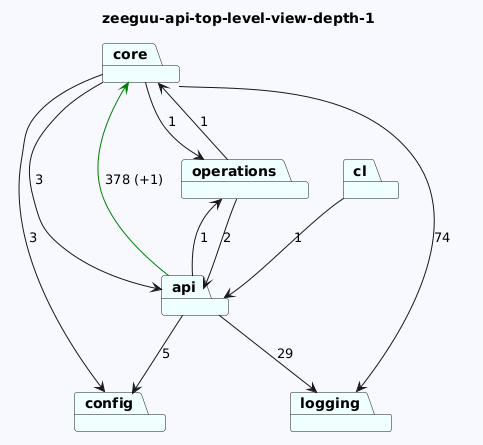 zeeguu-api-top-level-view-depth-1
core
1
1
3
378 (+1)
operations
cl
3
1
2
1
74
api
5
29
config
logging